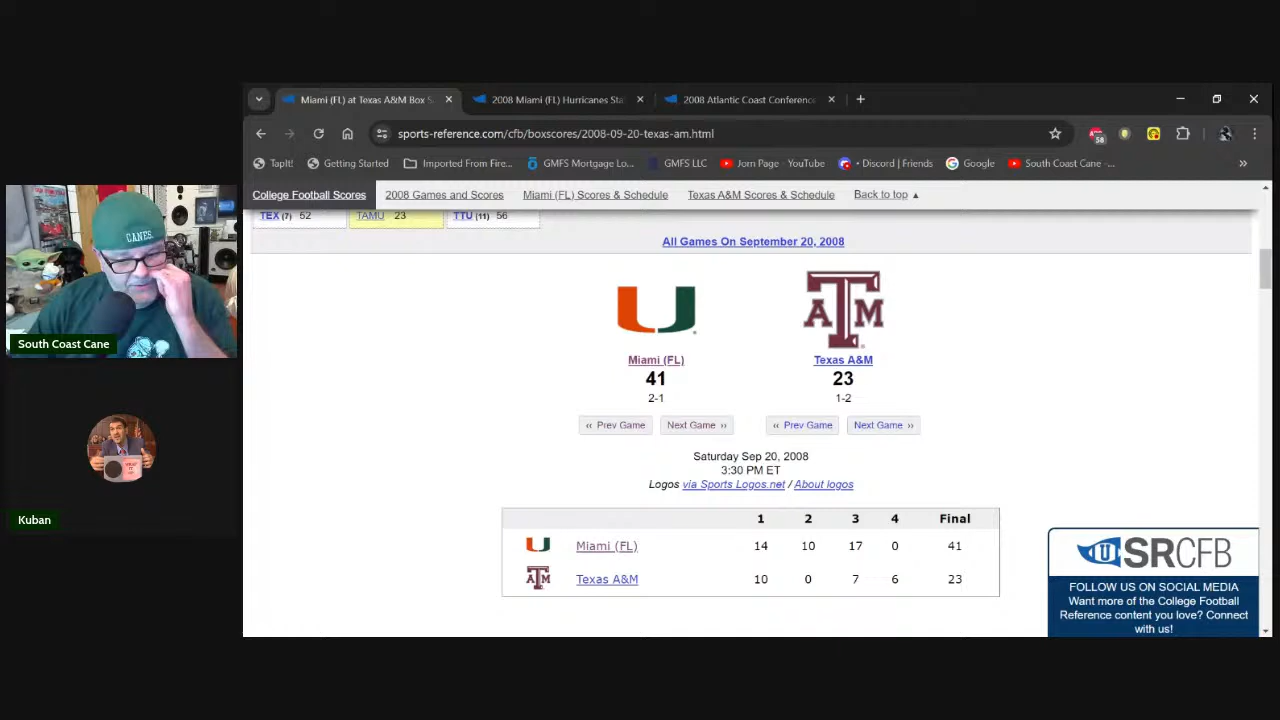 Miami (FL) at Texas A&M Box S
2008 Miami (FL) Hurricanes Sta
2008 Atlantic Coast Conference
sports-reference.com/cfb/boxscores/2008-09-20-texas-am.html
58
TapIt!
Getting Started
Imported From Fire...
GMFS Mortgage Lo...
GMFS LLC
Jorn Page - YouTube
• Discord | Friends
Google
South Coast Cane -...
»
College Football Scores
2008 Games and Scores
Miami (FL) Scores & Schedule
Texas A&M Scores & Schedule
Back to top ▲
TEX (7) 52
TAMU 23
TTU (11) 56
All Games On September 20, 2008
CANES
South Coast Cane
Kuban
Miami (FL)
41
2-1
Texas A&M
23
1-2
‹‹ Prev Game
Next Game ››
‹‹ Prev Game
Next Game ››
Saturday Sep 20, 2008
3:30 PM ET
Logos via Sports Logos.net / About logos
1 2 3 4 Final
Miami (FL) 14 10 17 0 41
Texas A&M 10 0 7 6 23
SRCFB
FOLLOW US ON SOCIAL MEDIA
Want more of the College Football
Reference content you love? Connect
with us!